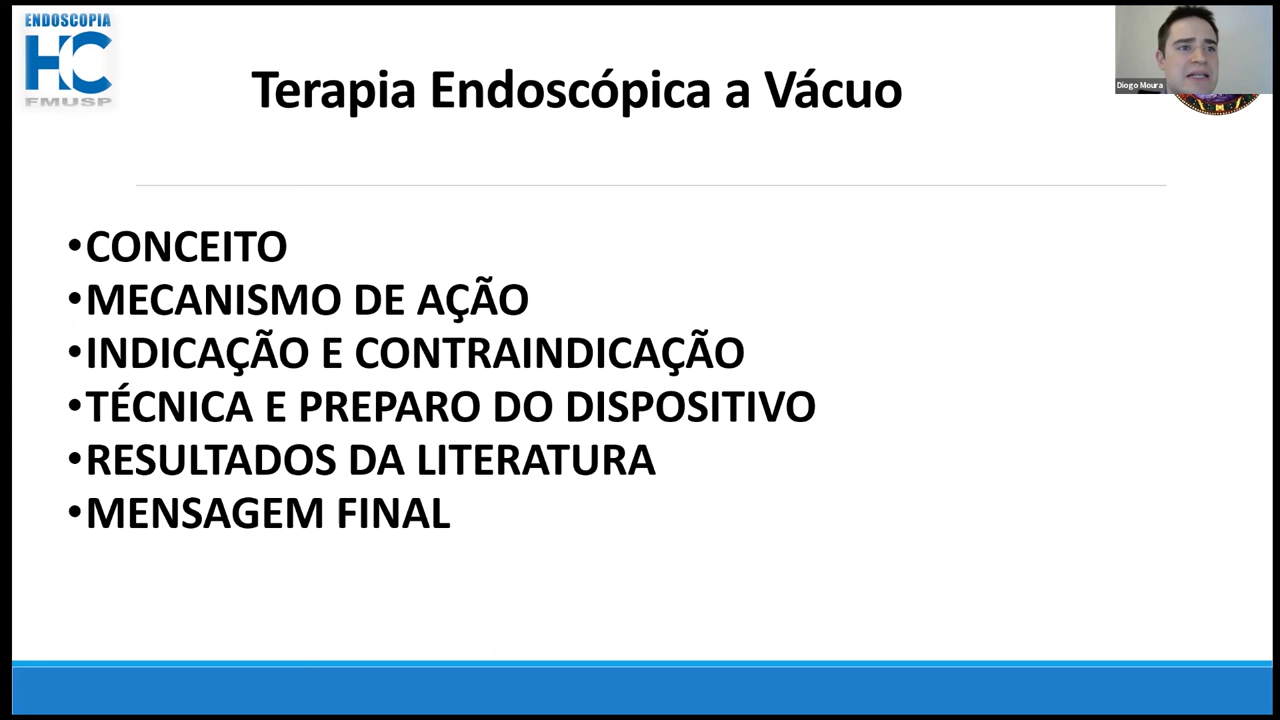 ENDOSCOPIA
HC
FMUSP
Terapia Endoscópica a Vácuo
Diogo Moura
•CONCEITO
•MECANISMO DE AÇÃO
•INDICAÇÃO E CONTRAINDICAÇÃO
•TÉCNICA E PREPARO DO DISPOSITIVO
•RESULTADOS DA LITERATURA
•MENSAGEM FINAL